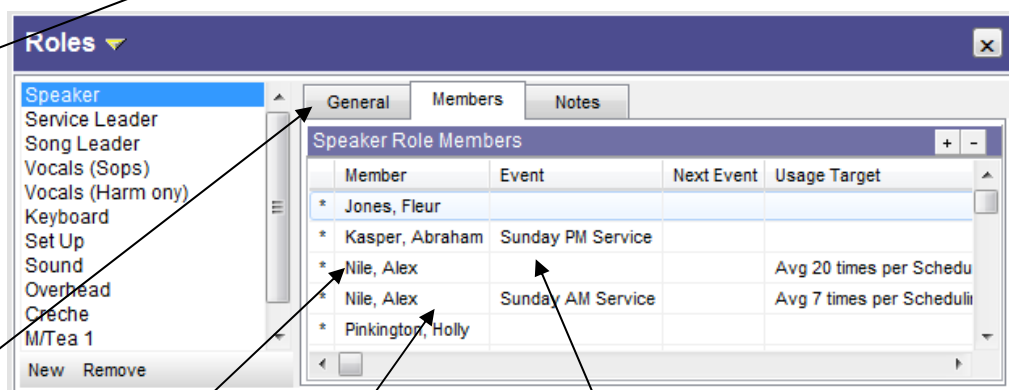 Roles
Speaker
Service Leader
Song Leader
Vocals (Sops)
Vocals (Harm ony)
Keyboard
Set Up
Sound
Overhead
Creche
M/Tea 1
New Remove
General Members Notes
Speaker Role Members + -
Member Event Next Event Usage Target
* Jones, Fleur
* Kasper, Abraham Sunday PM Service
* Nile, Alex Avg 20 times per Schedu
* Nile, Alex Sunday AM Service Avg 7 times per Schedulin
* Pinkington, Holly